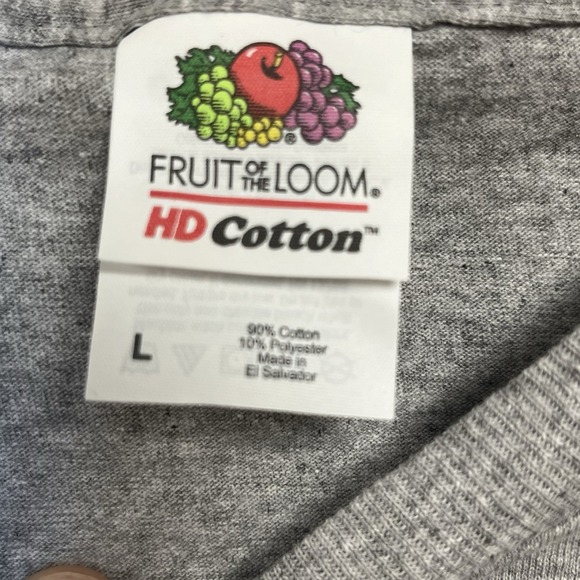 ®
FRUIT OF THE LOOM®
HD Cotton™
L
90% Cotton
10% Polyester
Made in
El Salvador